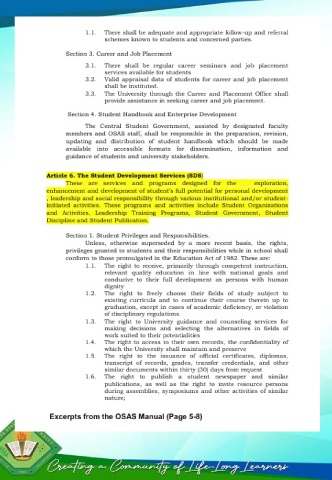 1.1. There shall be adequate and appropriate follow-up and referral
schemes known to students and concerned parties.
Section 3. Career and Job Placement
3.1. There shall be regular career seminars and job placement
services available for students
3.2. Valid appraisal data of students for career and job placement
shall be instituted.
3.3. The University through the Career and Placement Office shall
provide assistance in seeking career and job placement.
Section 4. Student Handbook and Enterprise Development
The Central Student Government, assisted by designated faculty
members and OSAS staff, shall be responsible in the preparation, revision,
updating and distribution of student handbook which should be made
available into accessible formats for dissemination, information and
guidance of students and university stakeholders.
Article 6. The Student Development Services (SDS)
These are services and programs designed for the exploration,
enhancement and development of student's full potential for personal development
, leadership and social responsibility through various institutional and/or student-
initiated activities. These programs and activities include Student Organizations
and Activities, Leadership Training Programs, Student Government, Student
Discipline and Student Publication.
Section 1. Student Privileges and Responsibilities.
Unless, otherwise superseded by a more recent basis, the rights,
privileges granted to students and their responsibilities while in school shall
conform to those promulgated in the Education Act of 1982. These are:
1.1. The right to receive, primarily through competent instruction,
relevant quality education in line with national goals and
conducive to their full development as persons with human
dignity
1.2. The right to freely choose their fields of study subject to
existing curricula and to continue their course therein up to
graduation, except in cases of academic deficiency, or violation
of disciplinary regulations
1.3. The right to University guidance and counseling services for
making decisions and selecting the alternatives in fields of
work suited to their potentialities
1.4. The right to access to their own records, the confidentiality of
which the University shall maintain and preserve
1.5. The right to the issuance of official certificates, diplomas,
transcript of records, grades, transfer credentials, and other
similar documents within thirty (30) days from request
1.6. The right to publish a student newspaper and similar
publications, as well as the right to invite resource persons
during assemblies, symposiums and other activities of similar
nature;
Excerpts from the OSAS Manual (Page 5-8)
Creating a Community of Life-Long Learners